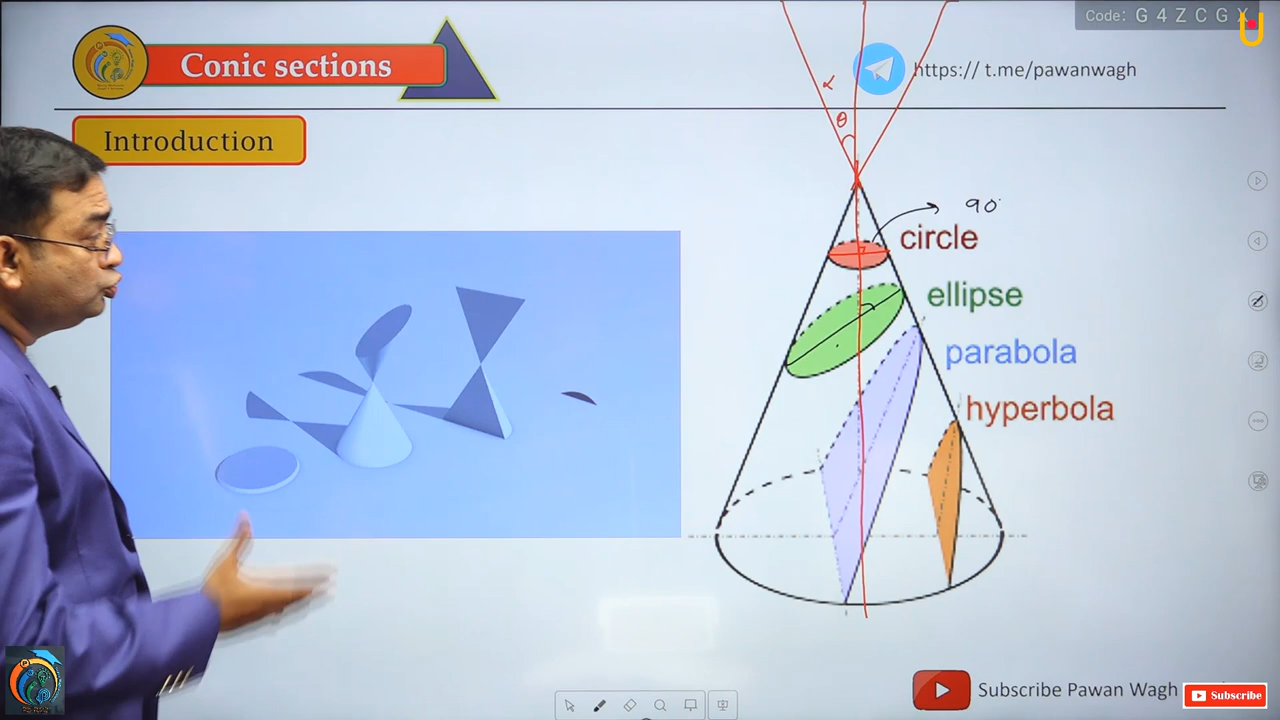 Code: G 4 Z C G X
Conic sections
https:// t.me/pawanwagh
Introduction
α
θ
90°
circle
ellipse
parabola
hyperbola
Subscribe Pawan Wagh
Subscribe